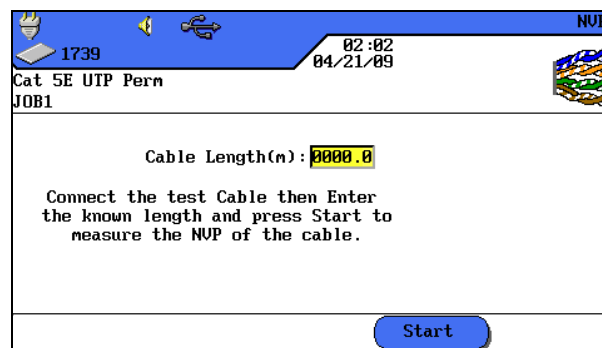 NVP
1739
02:02
04/21/09
Cat 5E UTP Perm
JOB1
Cable Length(m):0000.0
Connect the test Cable then Enter
the known length and press Start to
measure the NVP of the cable.
Start